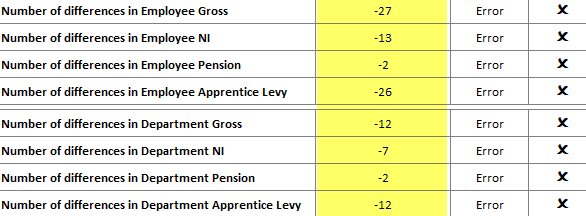 Number of differences in Employee Gross -27 Error ✗
Number of differences in Employee NI -13 Error ✗
Number of differences in Employee Pension -2 Error ✗
Number of differences in Employee Apprentice Levy -26 Error ✗
Number of differences in Department Gross -12 Error ✗
Number of differences in Department NI -7 Error ✗
Number of differences in Department Pension -2 Error ✗
Number of differences in Department Apprentice Levy -12 Error ✗